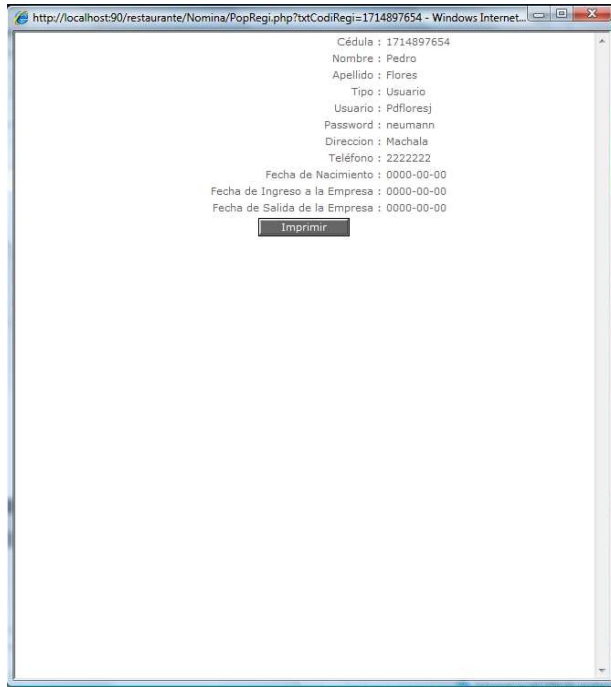 http://localhost:90/restaurante/Nomina/PopRegi.php?txtCodiRegi=1714897654 - Windows Internet...
Cédula : 1714897654
Nombre : Pedro
Apellido : Flores
Tipo : Usuario
Usuario : Pdfloresj
Password : neumann
Direccion : Machala
Teléfono : 2222222
Fecha de Nacimiento : 0000-00-00
Fecha de Ingreso a la Empresa : 0000-00-00
Fecha de Salida de la Empresa : 0000-00-00
Imprimir